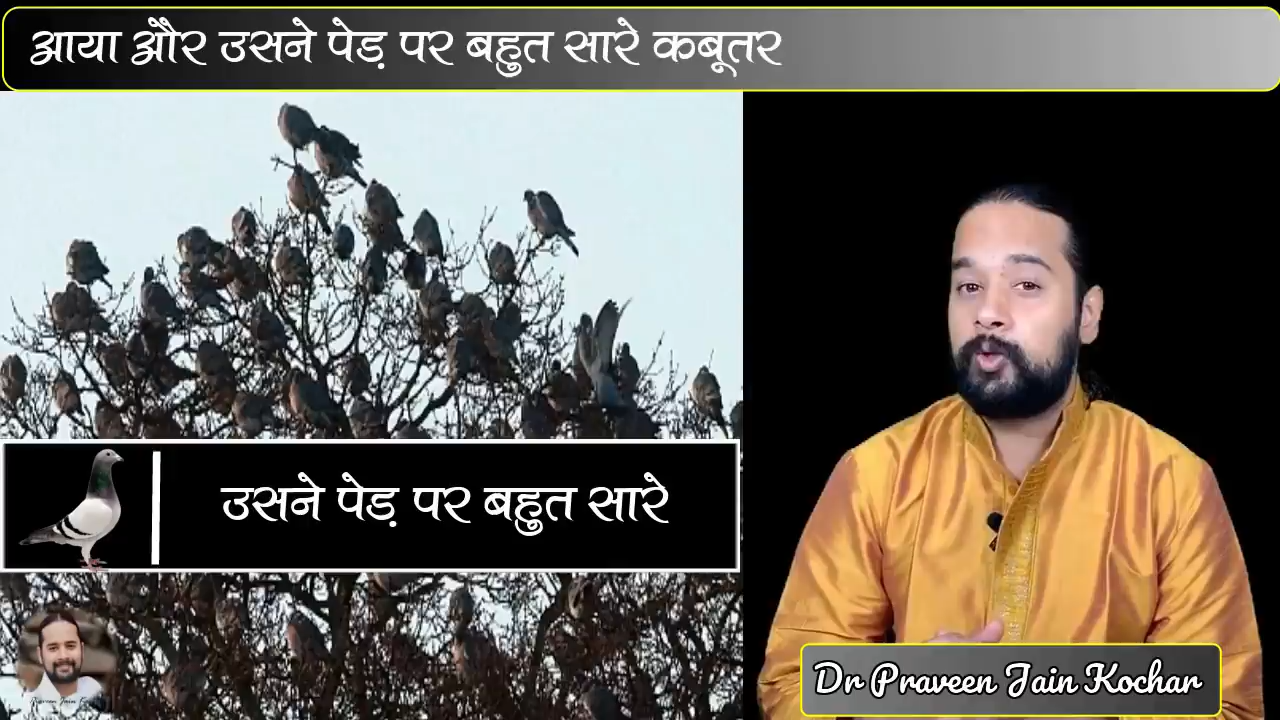 आया और उसने पेड़ पर बहुत सारे कबूतर
उसने पेड़ पर बहुत सारे
Dr Praveen Jain Kochar